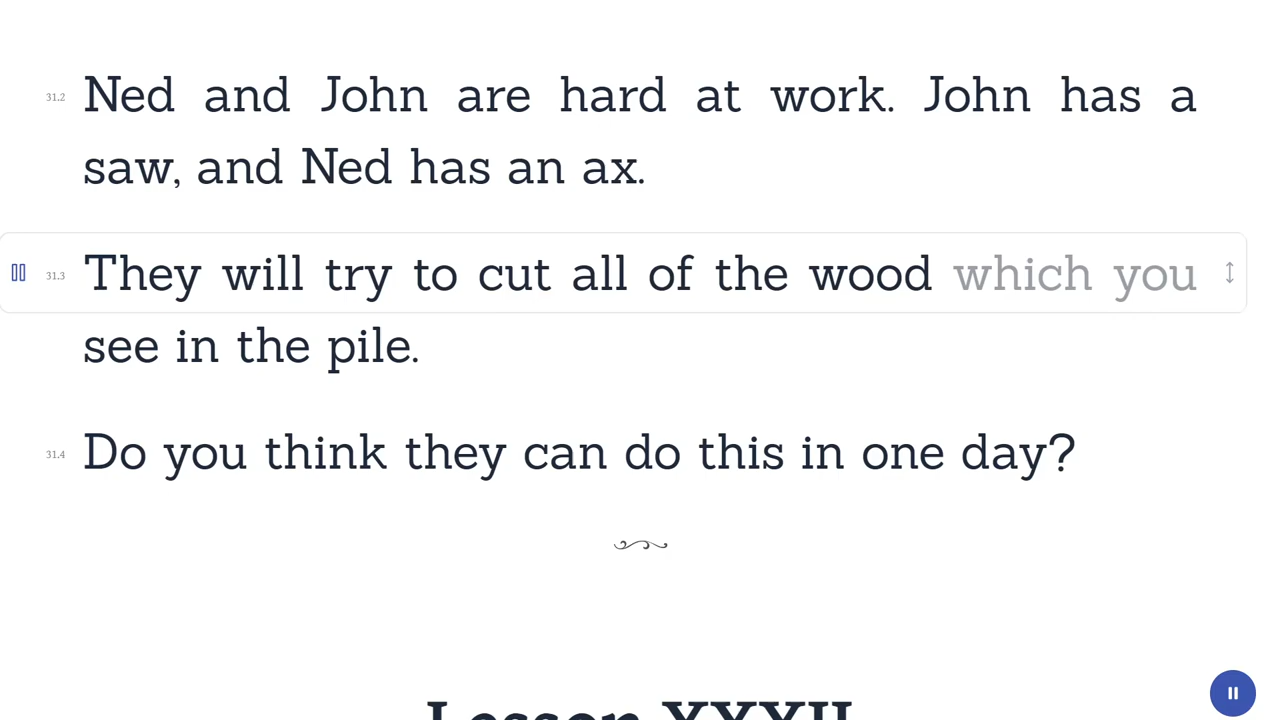 31.2 Ned and John are hard at work. John has a
saw, and Ned has an ax.
31.3 They will try to cut all of the wood which you
see in the pile.
31.4 Do you think they can do this in one day?
Lesson XXXII